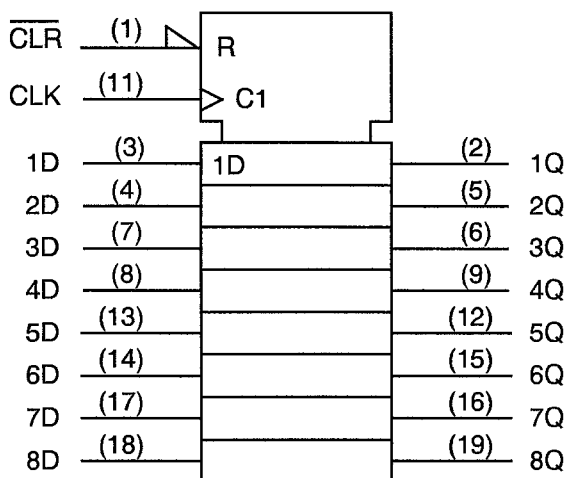 C̅L̅R̅ (1) R
CLK (11) C1
1D (3) 1D (2) 1Q
2D (4) (5) 2Q
3D (7) (6) 3Q
4D (8) (9) 4Q
5D (13) (12) 5Q
6D (14) (15) 6Q
7D (17) (16) 7Q
8D (18) (19) 8Q